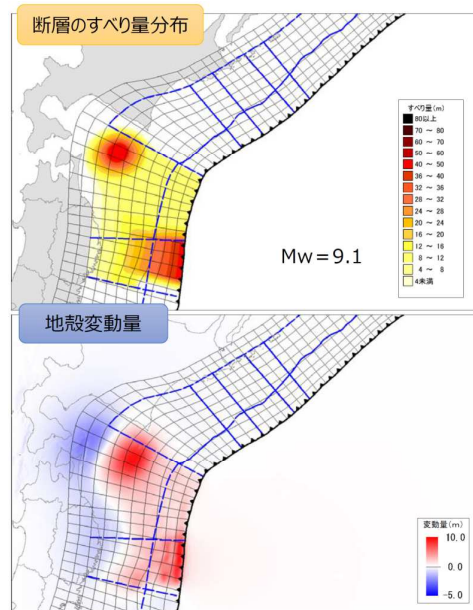 断層のすべり量分布
すべり量(m)
80以上
70 ～ 80
60 ～ 70
50 ～ 60
40 ～ 50
36 ～ 40
32 ～ 36
28 ～ 32
24 ～ 28
20 ～ 24
16 ～ 20
12 ～ 16
8 ～ 12
4 ～ 8
4未満
Mw＝9.1
地殻変動量
変動量(m)
10.0
0.0
-5.0